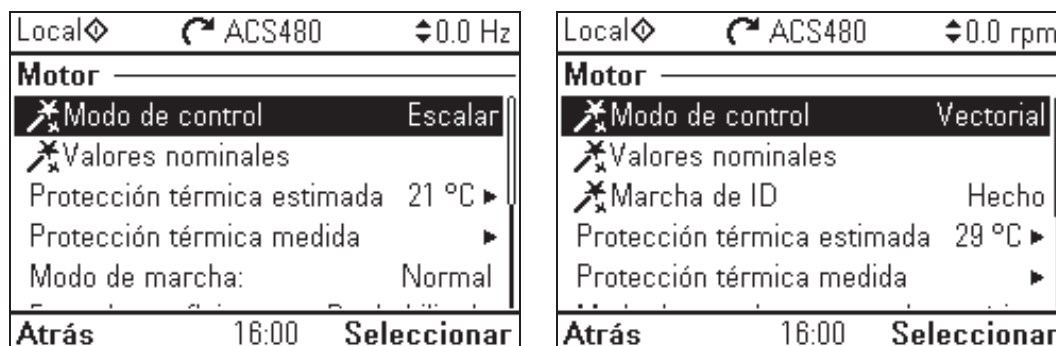 Local ACS480 0.0 Hz
Motor
Modo de control Escalar
Valores nominales
Protección térmica estimada 21 °C
Protección térmica medida
Modo de marcha: Normal
Atrás 16:00 Seleccionar
Local ACS480 0.0 rpm
Motor
Modo de control Vectorial
Valores nominales
Marcha de ID Hecho
Protección térmica estimada 29 °C
Protección térmica medida
Atrás 16:00 Seleccionar